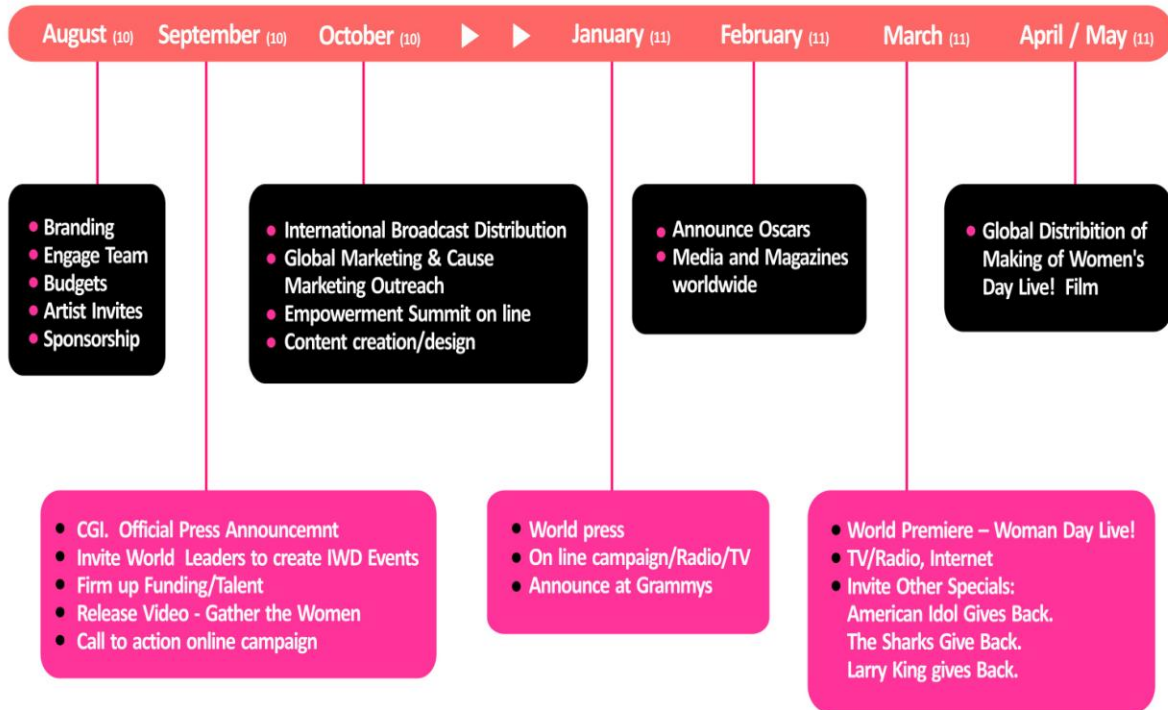 August (10) September (10) October (10) January (11) February (11) March (11) April / May (11)
Branding
Engage Team
Budgets
Artist Invites
Sponsorship
International Broadcast Distribution
Global Marketing & Cause
Marketing Outreach
Empowerment Summit on line
Content creation/design
Announce Oscars
Media and Magazines
worldwide
Global Distribition of
Making of Women's
Day Live! Film
CGI. Official Press Announcemnt
Invite World Leaders to create IWD Events
Firm up Funding/Talent
Release Video - Gather the Women
Call to action online campaign
World press
On line campaign/Radio/TV
Announce at Grammys
World Premiere – Woman Day Live!
TV/Radio, Internet
Invite Other Specials:
American Idol Gives Back.
The Sharks Give Back.
Larry King gives Back.